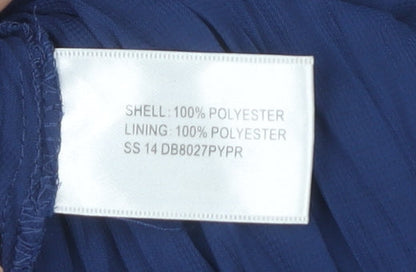 SHELL: 100% POLYESTER
LINING: 100% POLYESTER
SS 14 DB8027PYPR